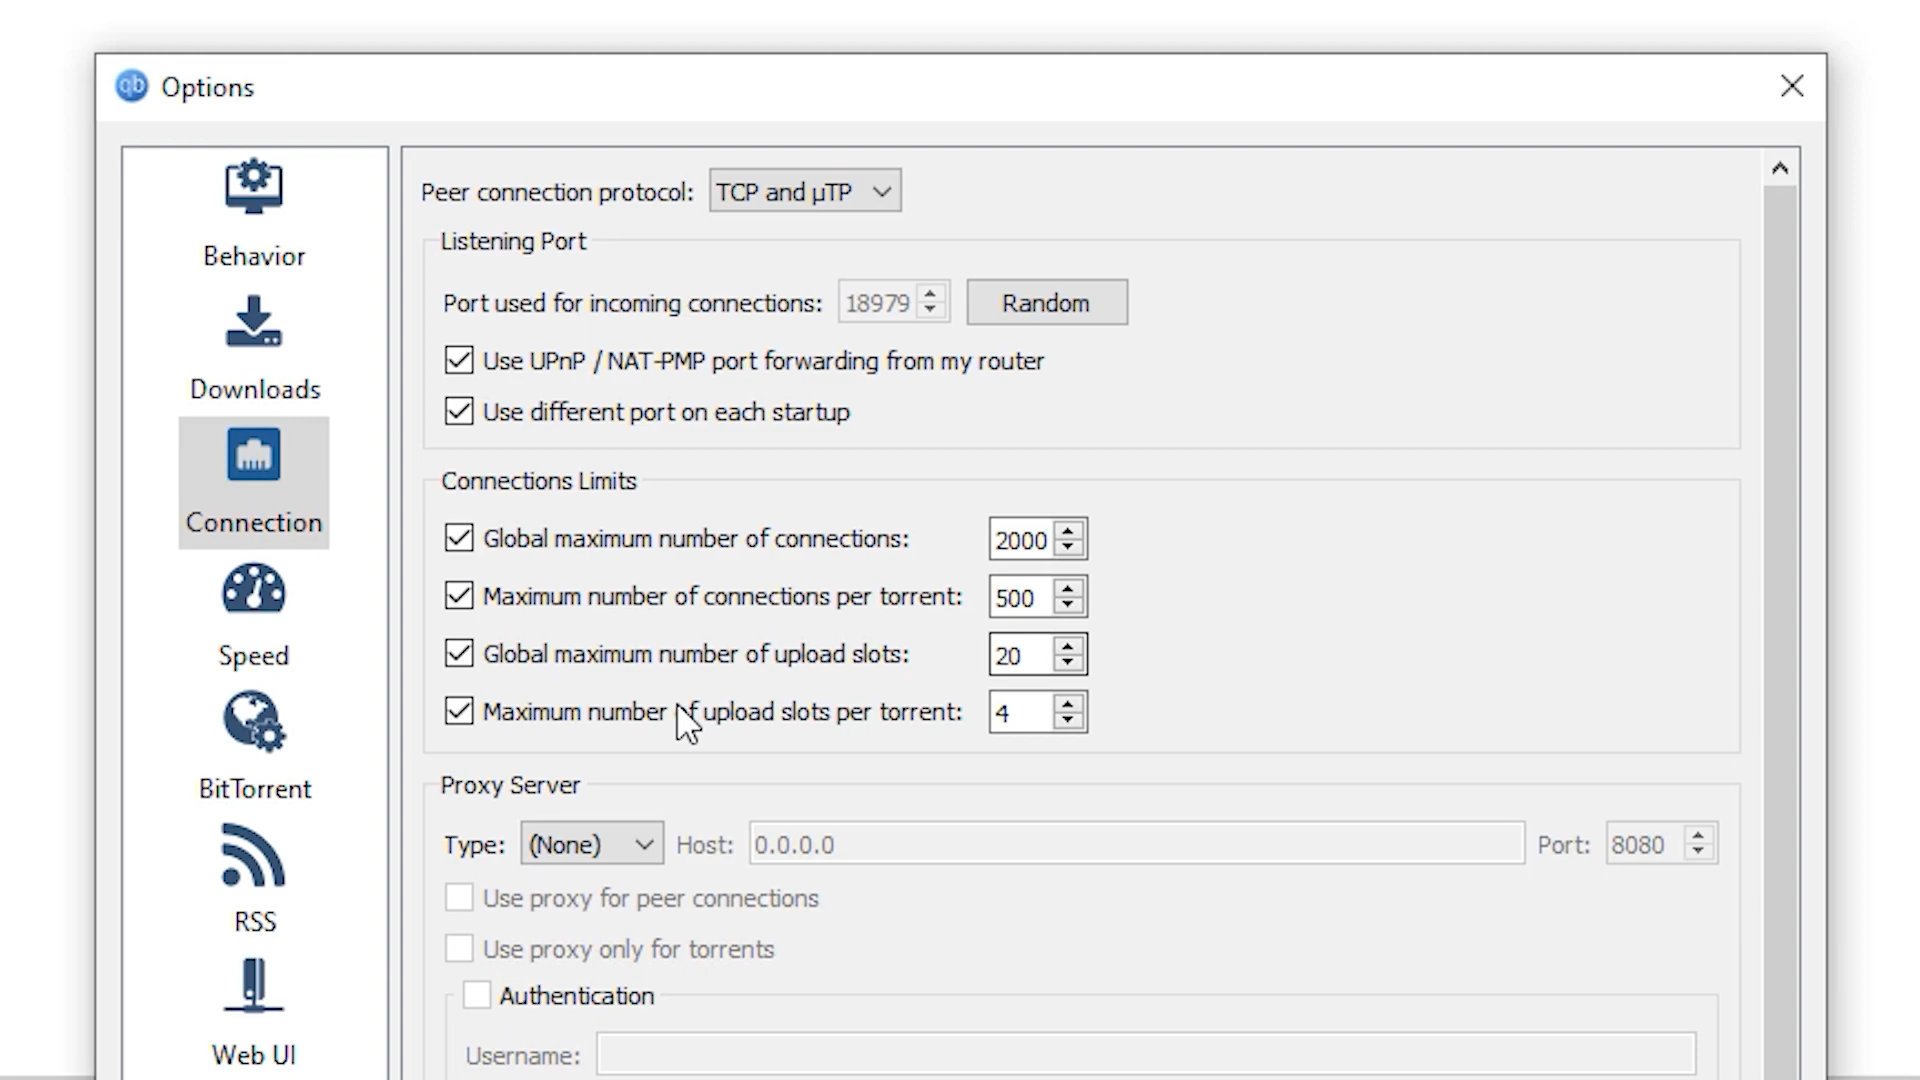 qb Options
Behavior
Downloads
Connection
Speed
BitTorrent
RSS
Web UI
Peer connection protocol: TCP and µTP
Listening Port
Port used for incoming connections: 18979 Random
Use UPnP / NAT-PMP port forwarding from my router
Use different port on each startup
Connections Limits
Global maximum number of connections: 2000
Maximum number of connections per torrent: 500
Global maximum number of upload slots: 20
Maximum number of upload slots per torrent: 4
Proxy Server
Type: (None) Host: 0.0.0.0 Port: 8080
Use proxy for peer connections
Use proxy only for torrents
Authentication
Username: